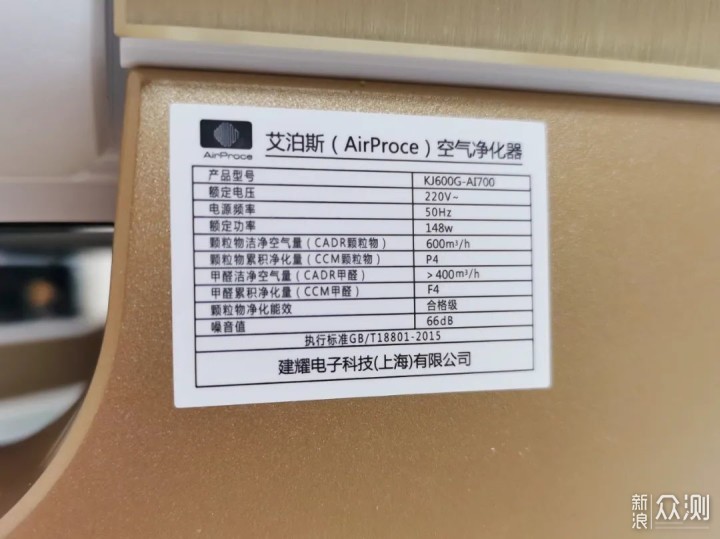 艾泊斯（AirProce）空气净化器
AirProce
产品型号 KJ600G-AI700
额定电压 220V~
电源频率 50Hz
额定功率 148w
颗粒物洁净空气量（CADR颗粒物） 600m³/h
颗粒物累积净化量（CCM颗粒物） P4
甲醛洁净空气量（CADR甲醛） >400m³/h
甲醛累积净化量（CCM甲醛） F4
颗粒物净化能效 合格级
噪音值 66dB
执行标准GB/T18801-2015
建耀电子科技(上海)有限公司
新浪众测